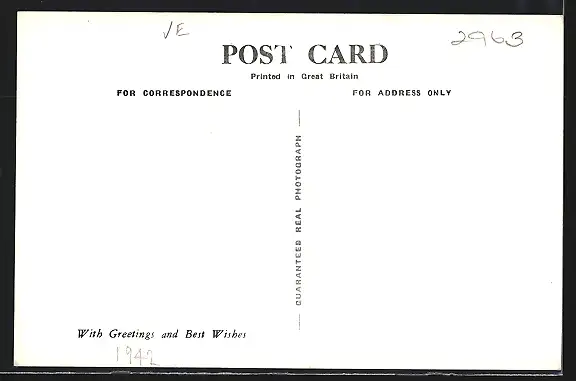 VE
2963
POST CARD
Printed in Great Britain
FOR CORRESPONDENCE
FOR ADDRESS ONLY
GUARANTEED REAL PHOTOGRAPH
With Greetings and Best Wishes
1942